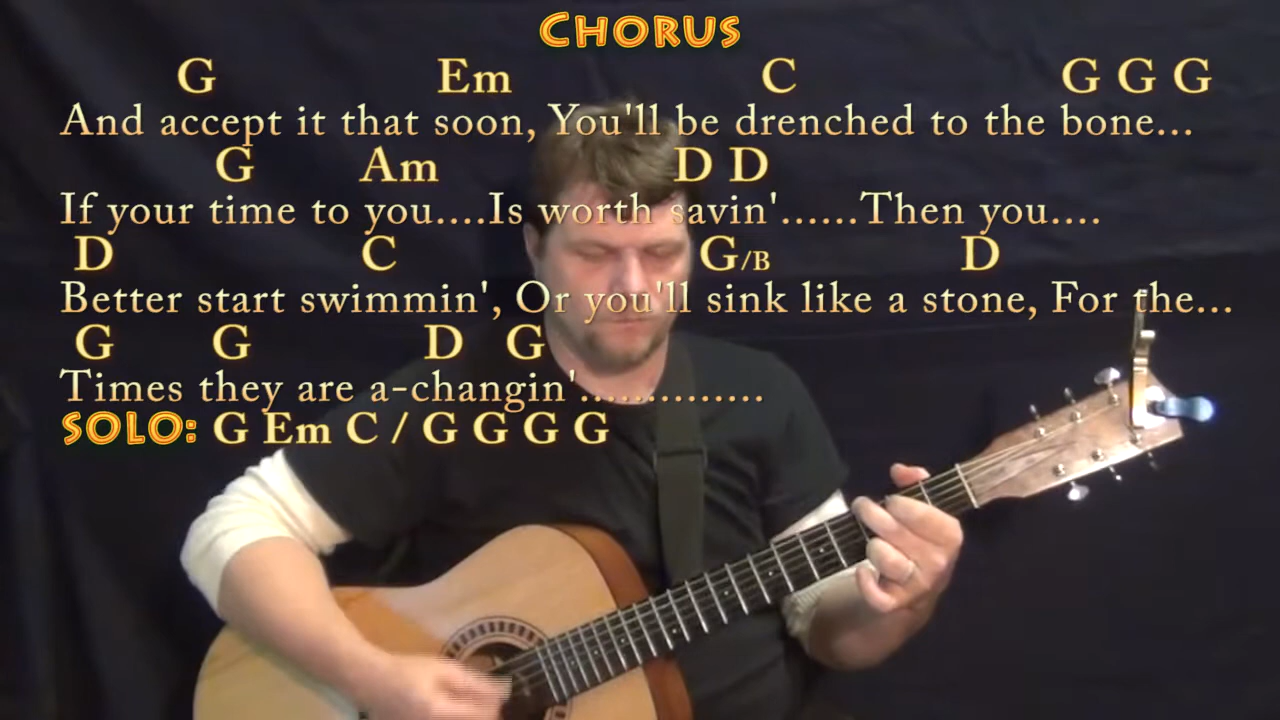 CHORUS
G Em C G G G
And accept it that soon, You'll be drenched to the bone...
G Am D D
If your time to you....Is worth savin'......Then you....
D C G/B D
Better start swimmin', Or you'll sink like a stone, For the...
G G D G
Times they are a-changin'..............
SOLO: G Em C / G G G G